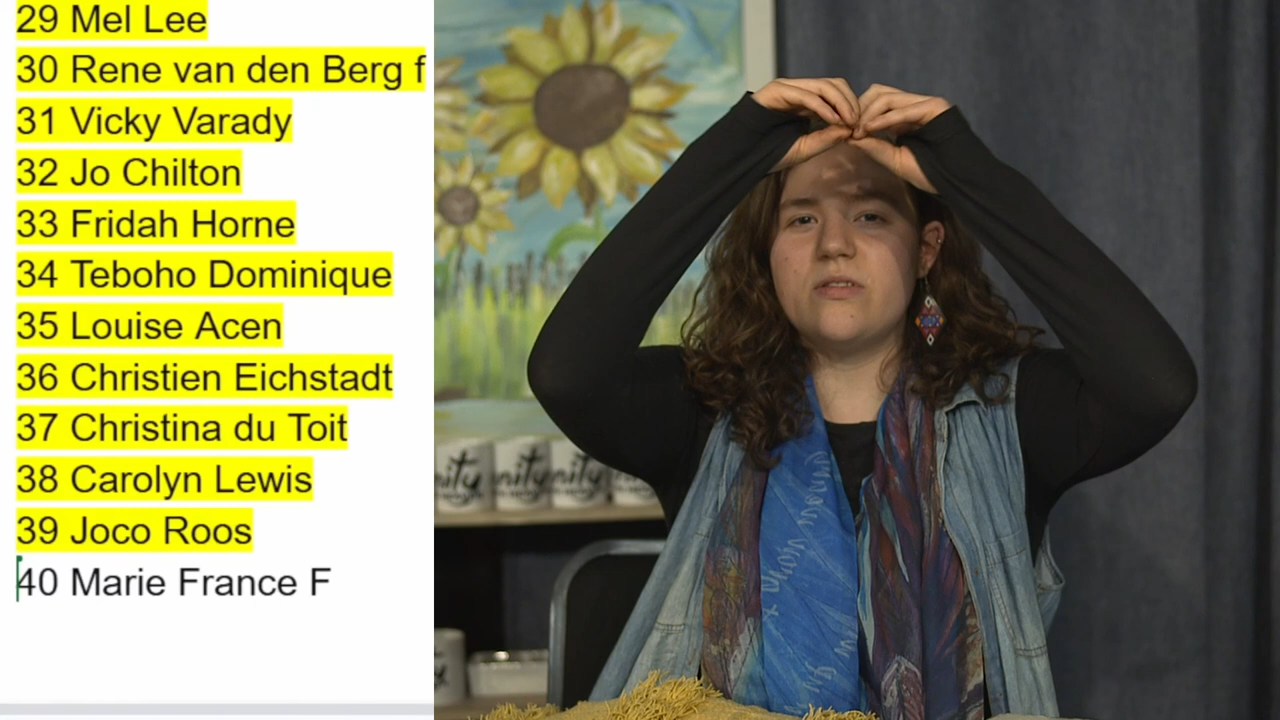 29 Mel Lee
30 Rene van den Berg f
31 Vicky Varady
32 Jo Chilton
33 Fridah Horne
34 Teboho Dominique
35 Louise Acen
36 Christien Eichstadt
37 Christina du Toit
38 Carolyn Lewis
39 Joco Roos
40 Marie France F